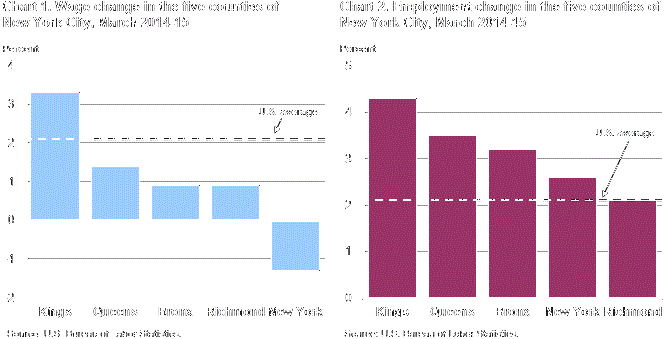 Chart 1. Wage change in the five counties of
New York City, March 2014-15
Percent
4
3
2
1
0
-1
-2
U.S. average
Kings Queens Bronx Richmond New York
Source: U.S. Bureau of Labor Statistics.
Chart 2. Employment change in the five counties of
New York City, March 2014-15
Percent
5
4
3
2
1
0
U.S. average
Kings Queens Bronx New York Richmond
Source: U.S. Bureau of Labor Statistics.